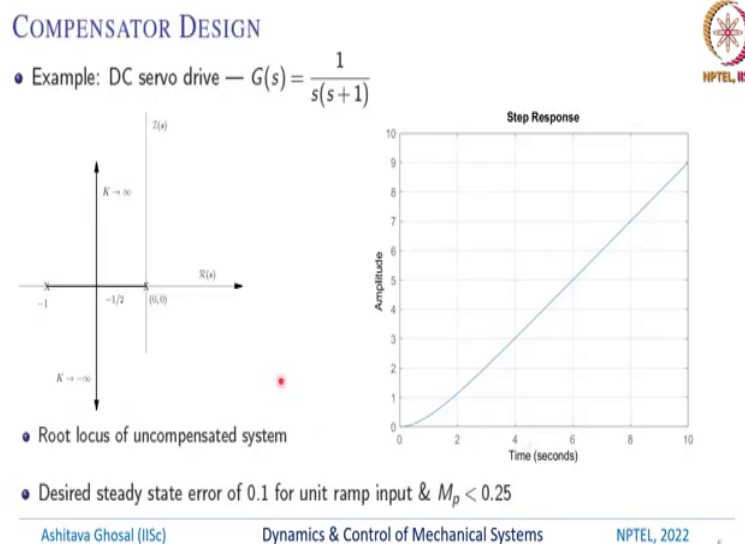 COMPENSATOR DESIGN
• Example: DC servo drive — G(s) = 1 / s(s+1)
NPTEL, II
I(s)
K → ∞
R(s)
-1
-1/2
(0, 0)
K → -∞
Step Response
10
9
8
7
6
5
4
3
2
1
0
Amplitude
0 2 4 6 8 10
Time (seconds)
• Root locus of uncompensated system
• Desired steady state error of 0.1 for unit ramp input & Mp < 0.25
Ashitava Ghosal (IISc) Dynamics & Control of Mechanical Systems NPTEL, 2022